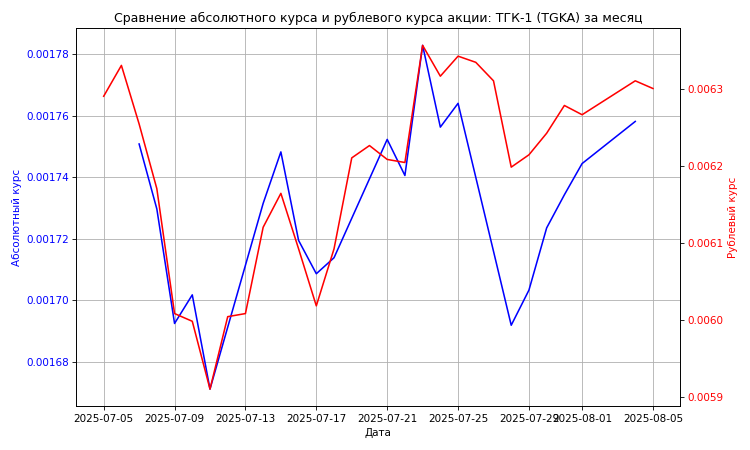 Сравнение абсолютного курса и рублевого курса акции: ТГК-1 (TGKA) за месяц
0.00178
0.00176
0.00174
0.00172
0.00170
0.00168
Абсолютный курс
0.0063
0.0062
0.0061
0.0060
0.0059
Рублевый курс
2025-07-05 2025-07-09 2025-07-13 2025-07-17 2025-07-21 2025-07-25 2025-07-29 2025-08-01 2025-08-05
Дата